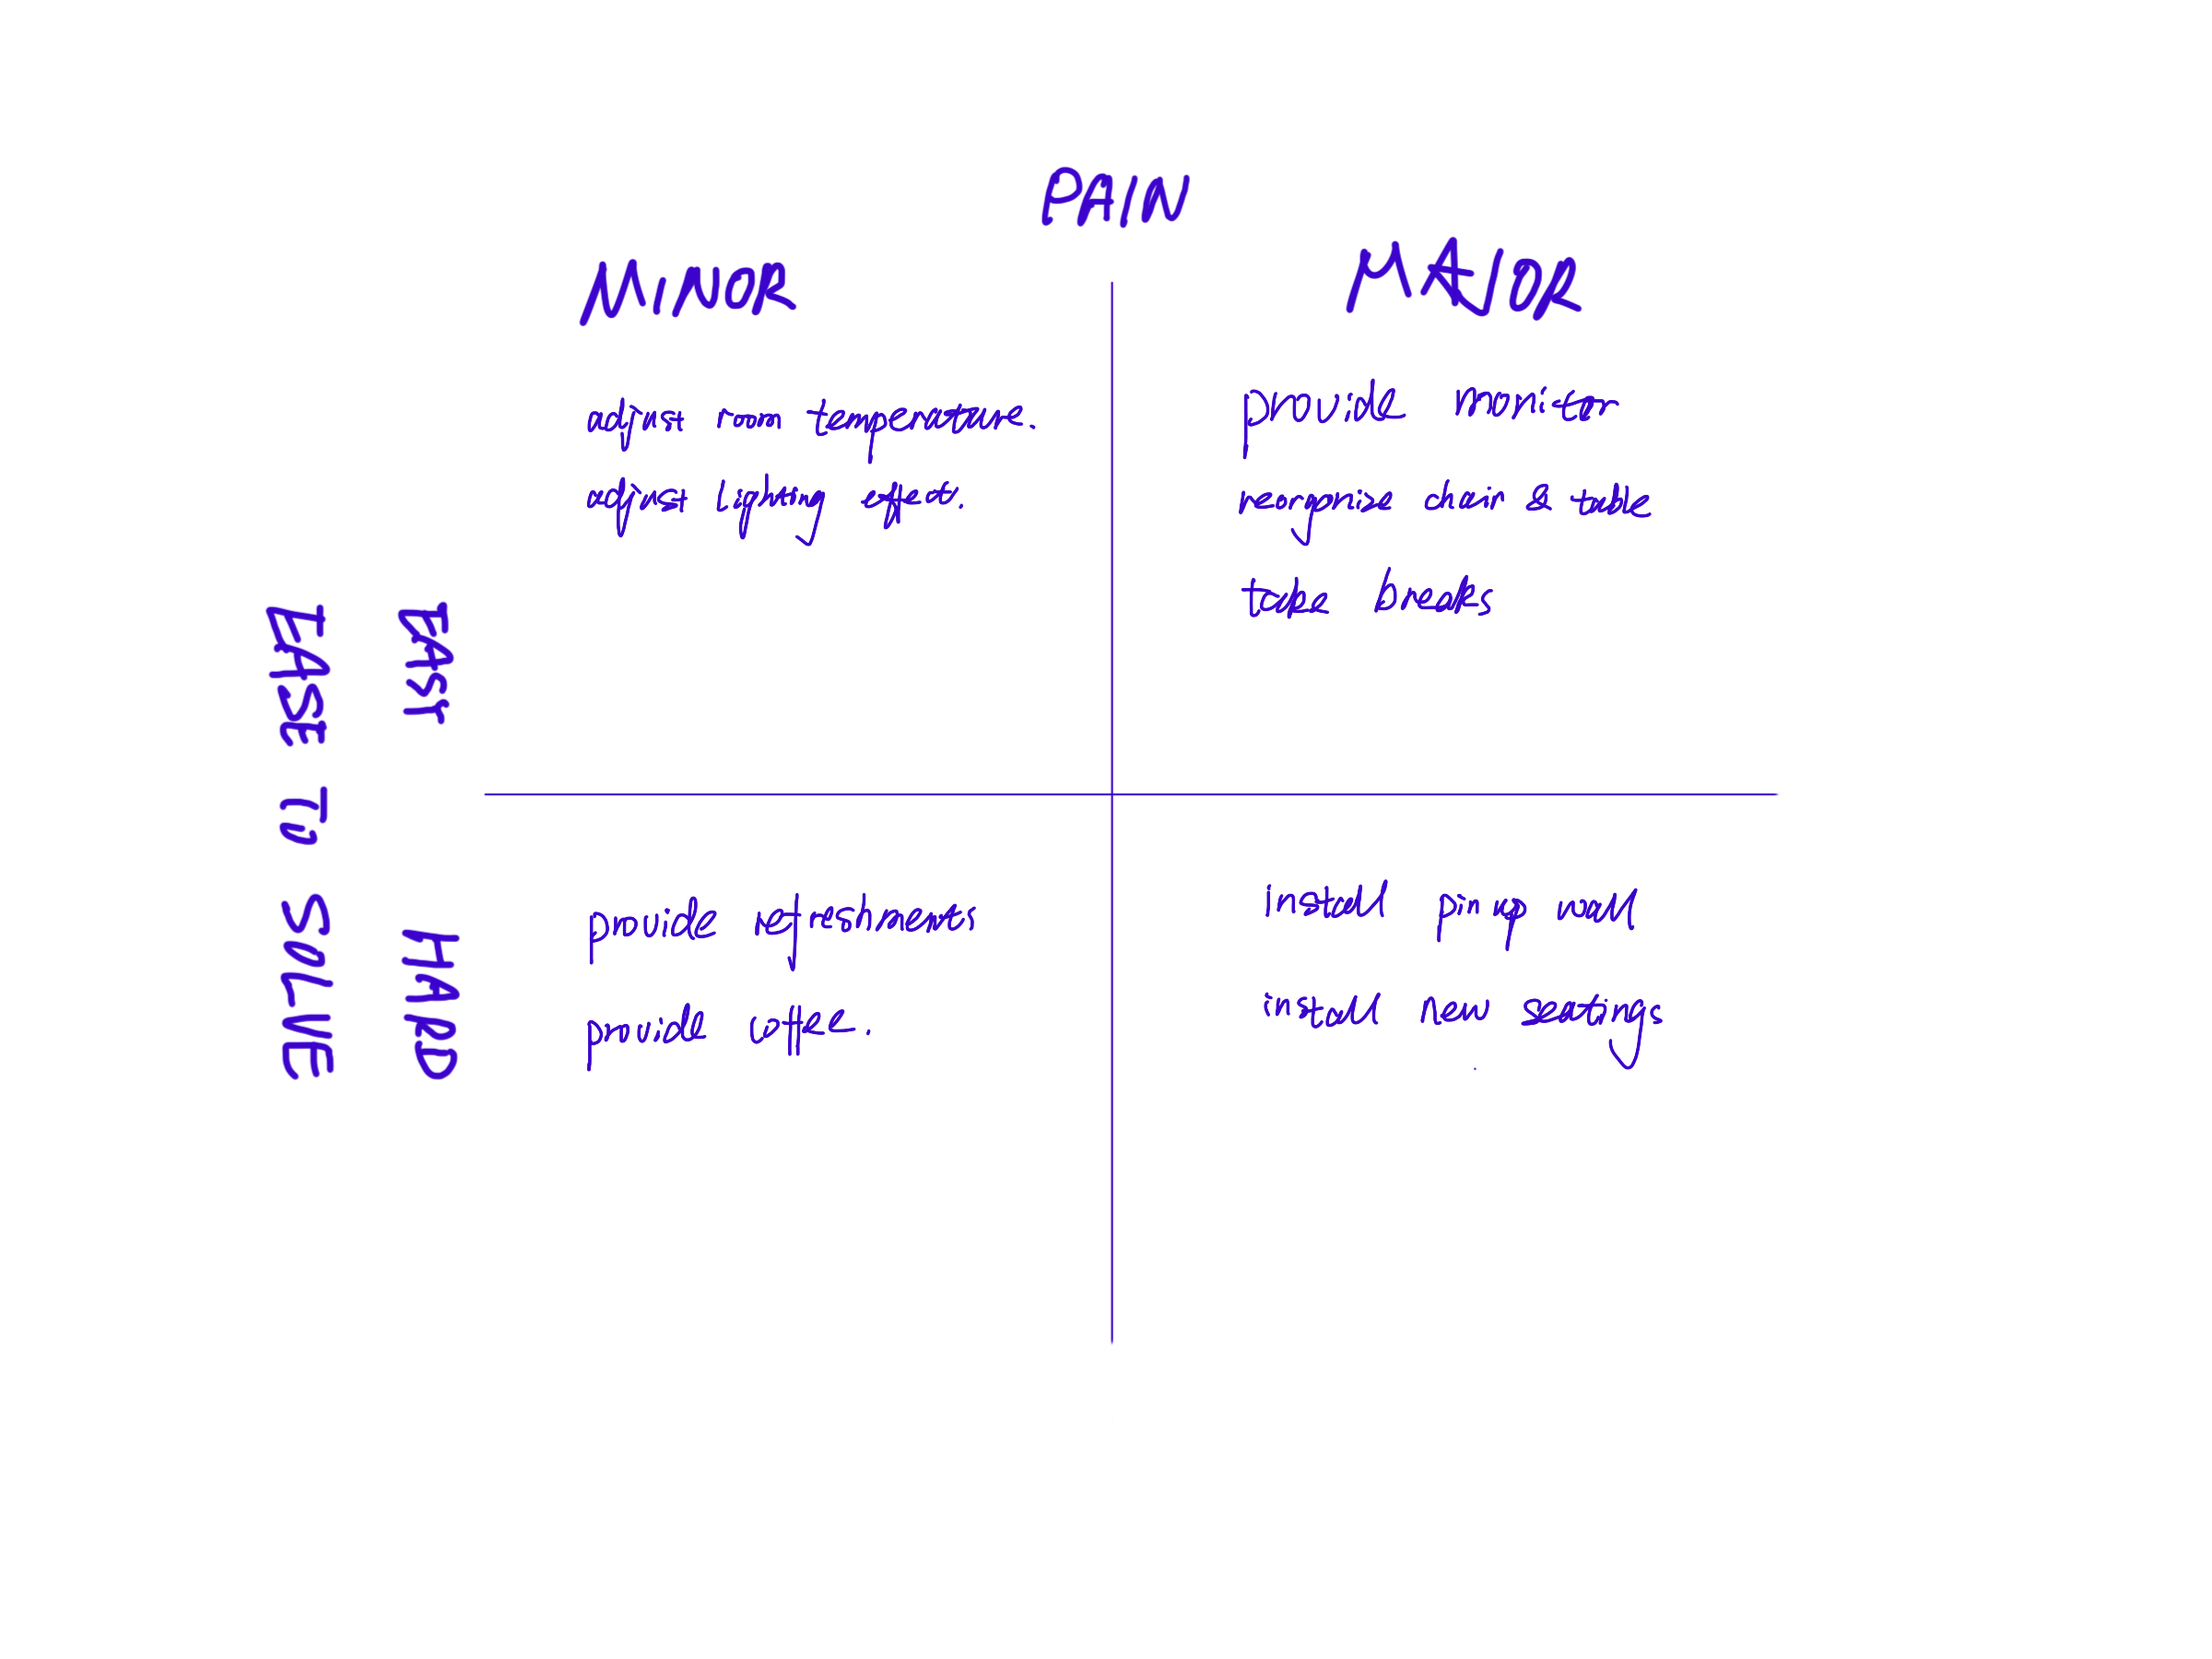 PAIN
MINOR
MAJOR
adjust room temperature.
adjust lighting effect.
provide monitor
reorganize chair & table
take breaks
EASE TO SOLVE
EASY
HARD
provide refreshments
provide coffee.
install pin up wall
install new seatings